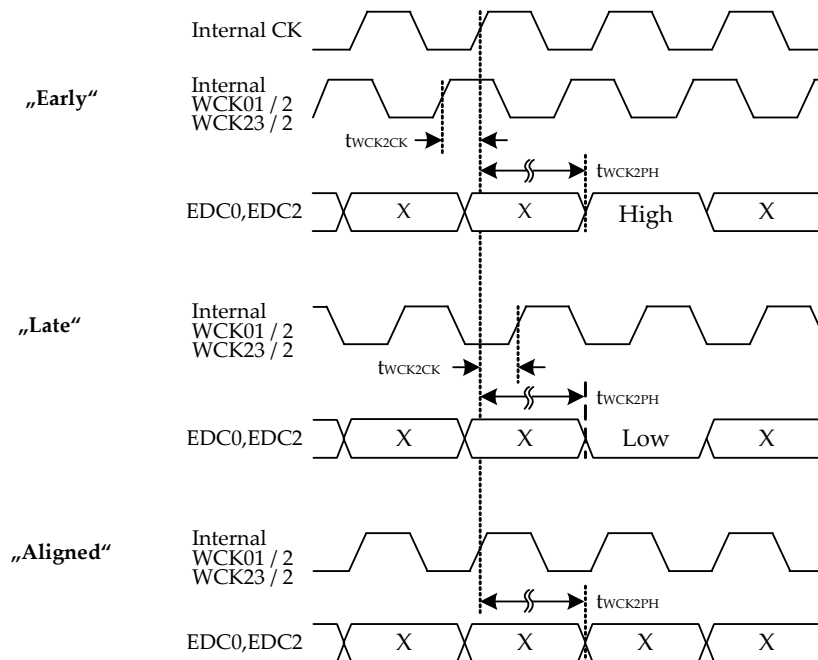 Internal CK
„Early“
Internal
WCK01 / 2
WCK23 / 2
tWCK2CK
tWCK2PH
EDC0,EDC2
X
X
High
X
„Late“
Internal
WCK01 / 2
WCK23 / 2
tWCK2CK
tWCK2PH
EDC0,EDC2
X
X
Low
X
„Aligned“
Internal
WCK01 / 2
WCK23 / 2
tWCK2PH
EDC0,EDC2
X
X
X
X